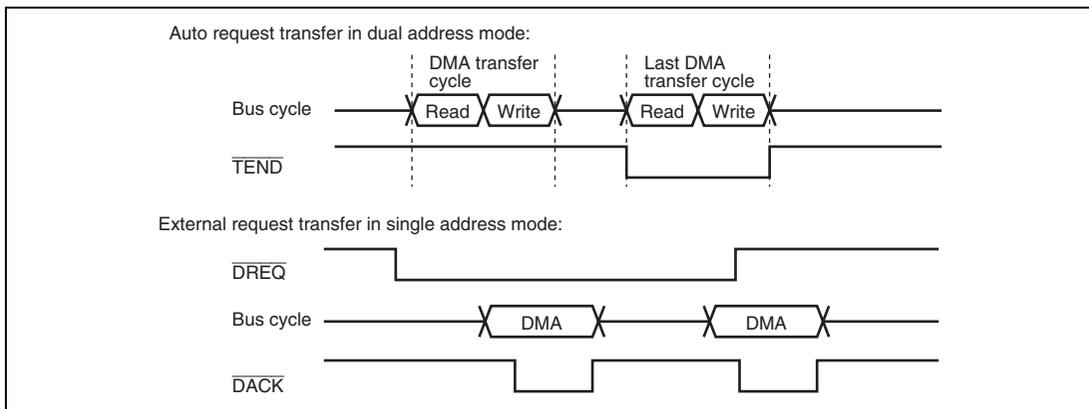 Auto request transfer in dual address mode:
DMA transfer
cycle
Last DMA
transfer cycle
Bus cycle
Read
Write
Read
Write
TEND
External request transfer in single address mode:
DREQ
Bus cycle
DMA
DMA
DACK